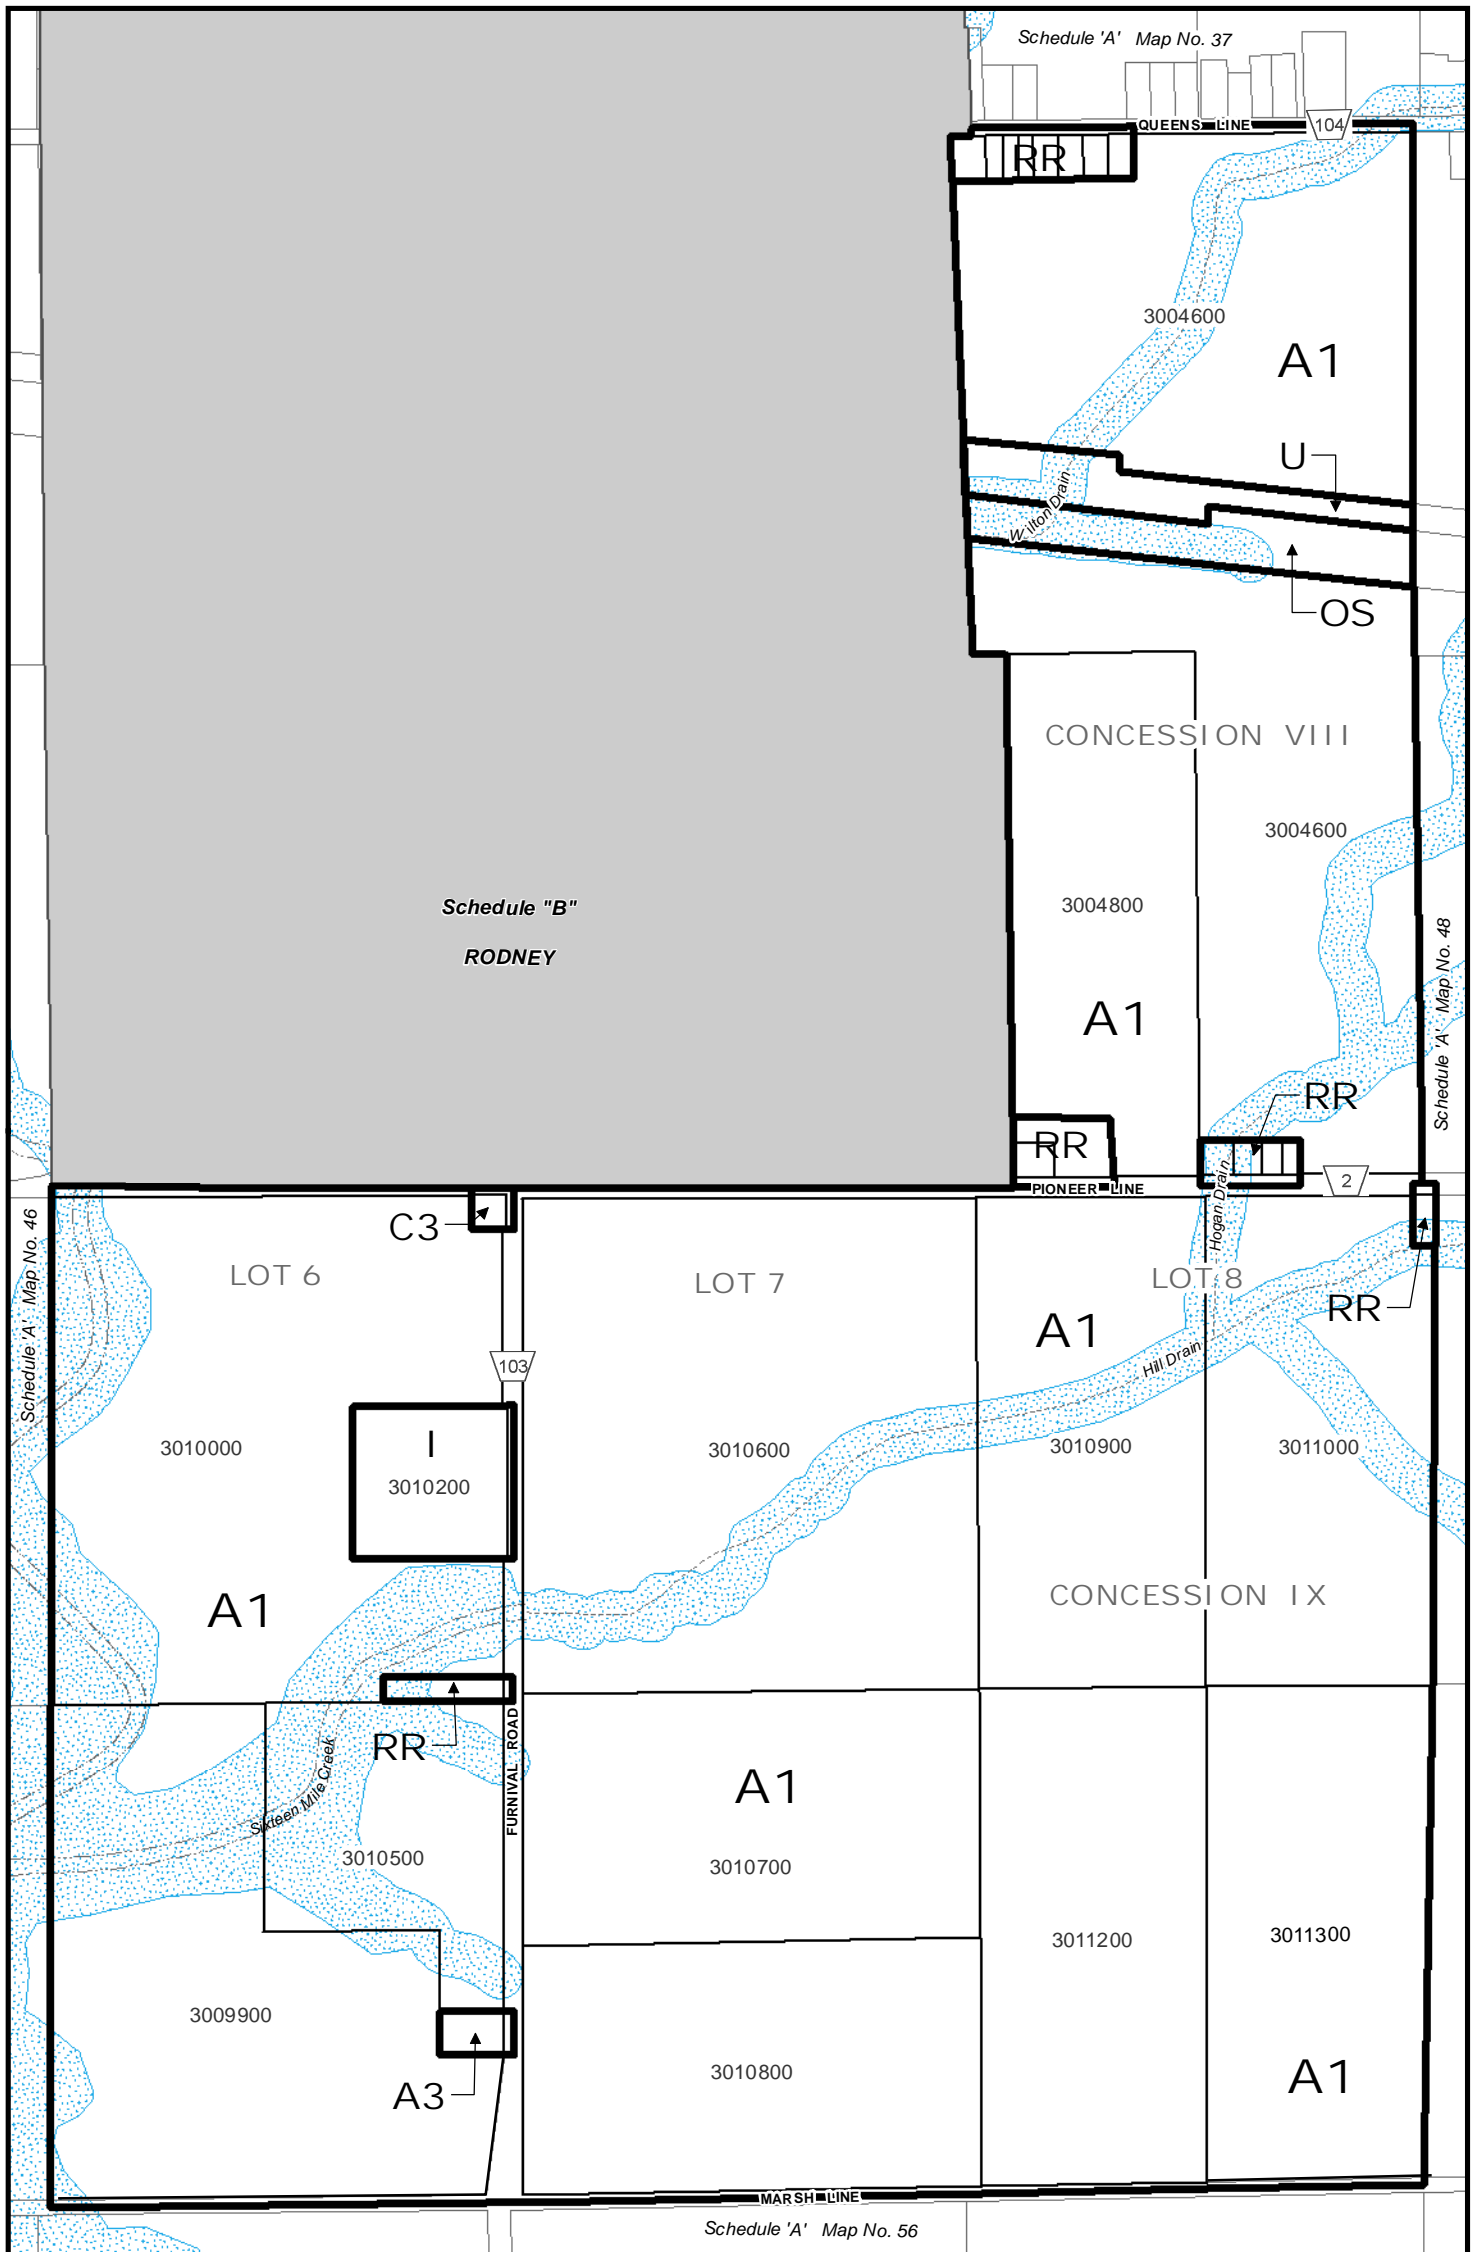 Schedule 'A' Map No. 37
QUEENS LINE
104
RR
3004600
A1
U
Wilton Drain
OS
CONCESSION VIII
3004600
Schedule "B"
RODNEY
3004800
A1
Schedule 'A' Map No. 48
RR
RR
PIONEER LINE
2
Hogan Drain
Schedule 'A' Map No. 46
C3
LOT 6
LOT 7
LOT 8
RR
A1
Hill Drain
103
I
3010000
3010200
3010600
3010900
3011000
A1
CONCESSION IX
RR
FURNIVAL ROAD
Sixteen Mile Creek
A1
3010500
3010700
3011200
3011300
3009900
3010800
A3
A1
MARSH LINE
Schedule 'A' Map No. 56